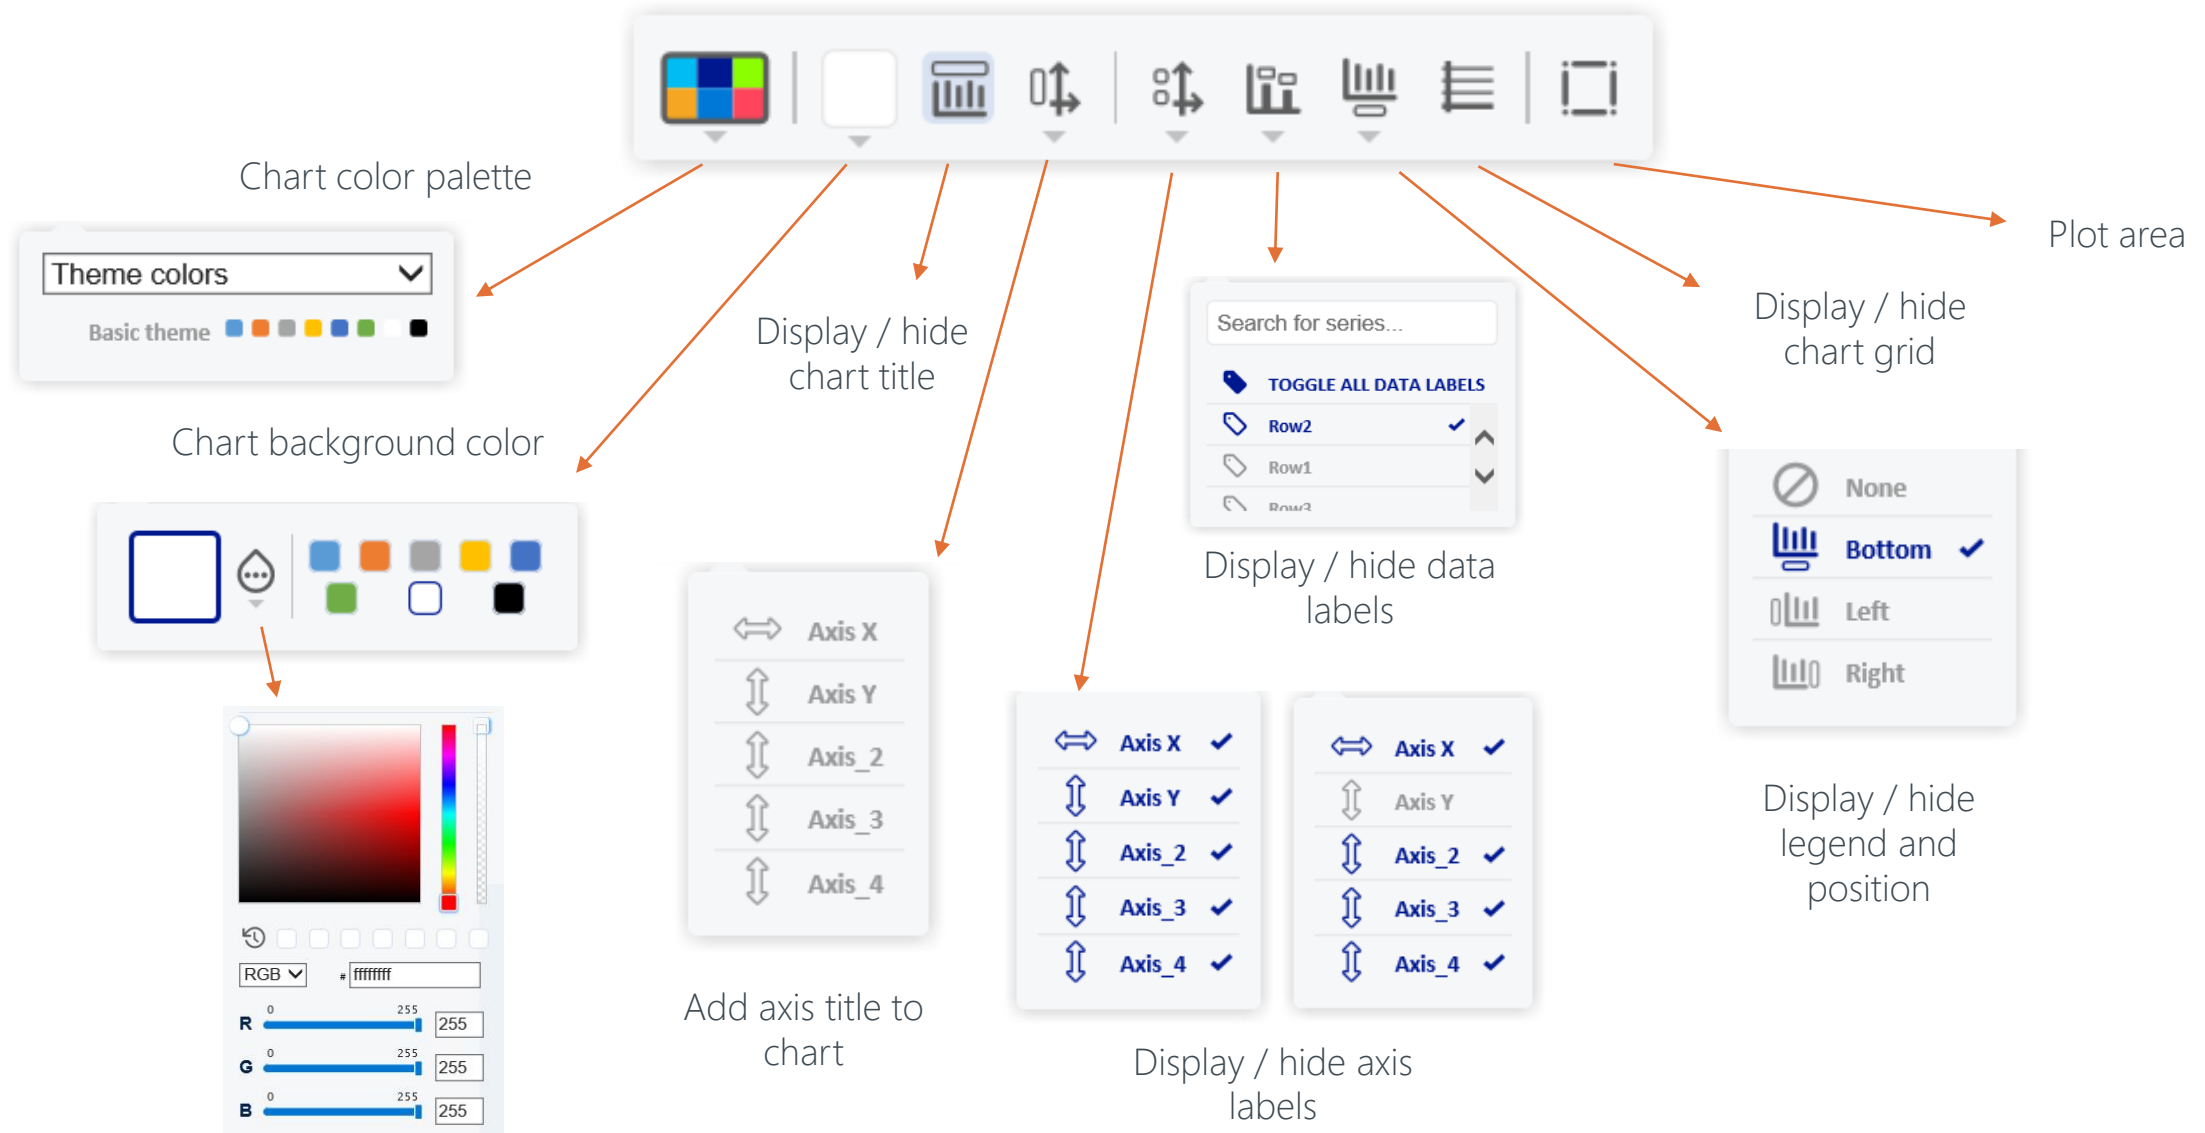 Chart color palette
Theme colors
Basic theme
Chart background color
RGB
#
ffffffff
R
0
255
255
G
0
255
255
B
0
255
255
Display / hide
chart title
Axis X
Axis Y
Axis_2
Axis_3
Axis_4
Add axis title to
chart
Search for series...
TOGGLE ALL DATA LABELS
Row2
Row1
Row3
Display / hide data
labels
Axis X
Axis Y
Axis_2
Axis_3
Axis_4
Axis X
Axis Y
Axis_2
Axis_3
Axis_4
Display / hide axis
labels
Plot area
Display / hide
chart grid
None
Bottom
Left
Right
Display / hide
legend and
position